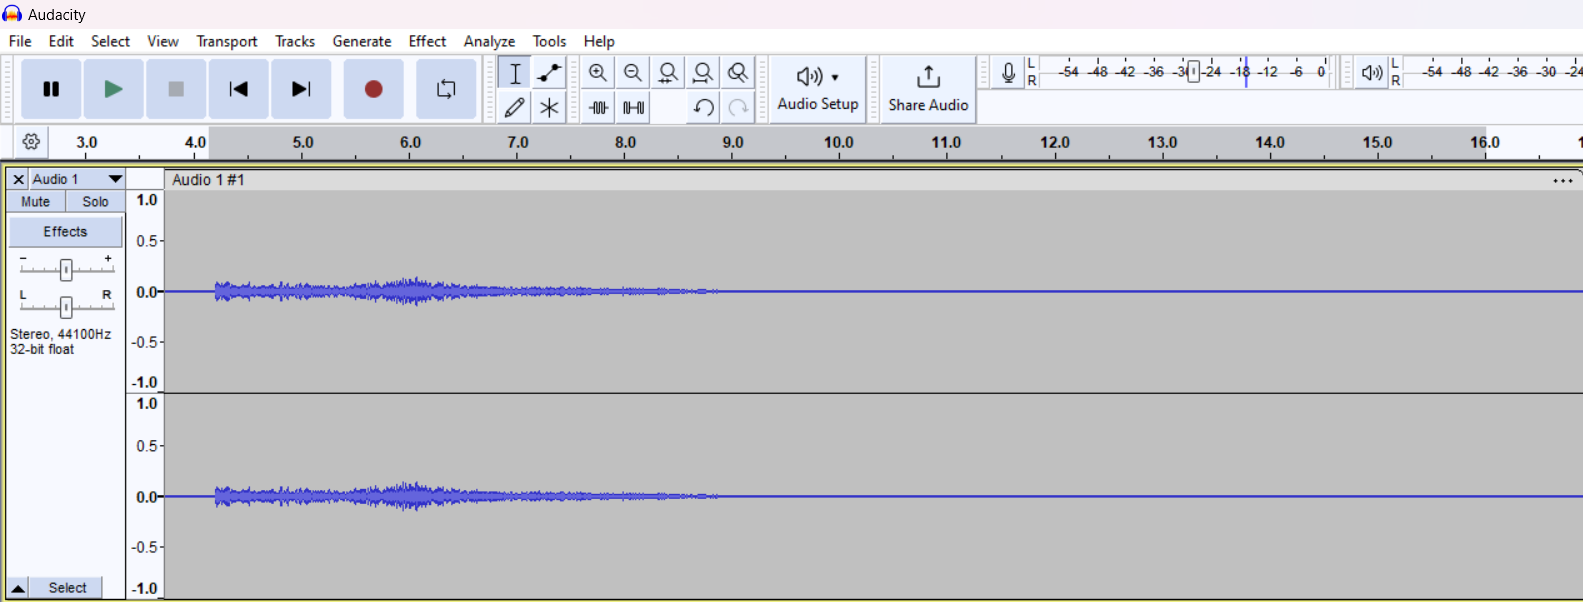 Audacity
File Edit Select View Transport Tracks Generate Effect Analyze Tools Help
L
R
-54 -48 -42 -36 -24 -18 -12 -6 0
L
R
-54 -48 -42 -36 -30 -24
Audio Setup
Share Audio
3.0 4.0 5.0 6.0 7.0 8.0 9.0 10.0 11.0 12.0 13.0 14.0 15.0 16.0
Audio 1
Audio 1 #1
Mute Solo
Effects
- +
L R
Stereo, 44100Hz
32-bit float
Select
1.0
0.5
0.0
-0.5
-1.0
1.0
0.5
0.0
-0.5
-1.0